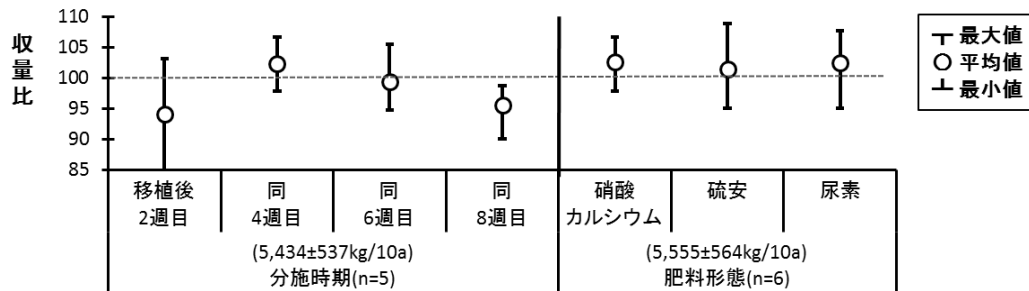 収量比
110
105
100
95
90
85
最大値
平均値
最小値
移植後
2週目
同
4週目
同
6週目
同
8週目
硝酸
カルシウム
硫安
尿素
(5,434±537kg/10a)
分施時期(n=5)
(5,555±564kg/10a)
肥料形態(n=6)